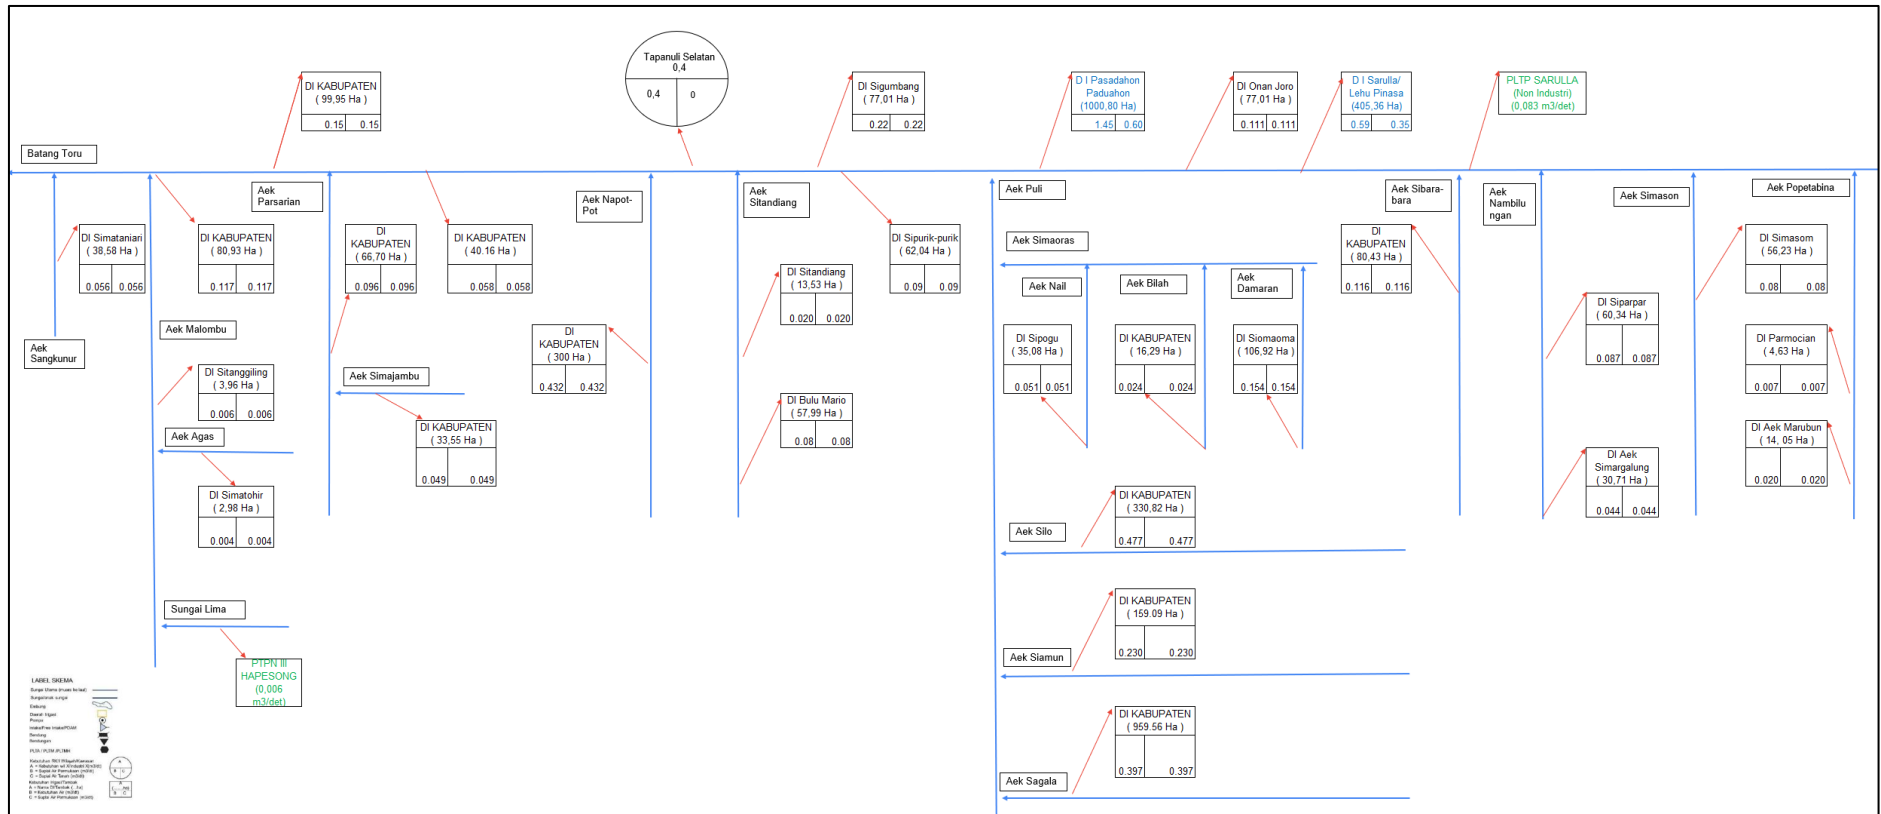 Tapanuli Selatan
0,4
0,4 0
DI KABUPATEN
( 99,95 Ha )
0.15 0.15
DI Sigumbang
( 77,01 Ha )
0.22 0.22
D I Pasadahon
Paduahon
(1000,80 Ha)
1.45 0.60
DI Onan Joro
( 77,01 Ha )
0.111 0.111
D I Sarulla/
Lehu Pinasa
(405,36 Ha)
0.59 0.35
PLTP SARULLA
(Non Industri)
(0,083 m3/det)
Batang Toru
Aek
Parsarian
Aek Napot-
Pot
Aek
Sitandiang
Aek Puli
Aek Sibara-
bara
Aek
Nambilu
ngan
Aek Simason
Aek Popetabina
DI Simataniari
( 38,58 Ha )
0.056 0.056
DI KABUPATEN
( 80,93 Ha )
0.117 0.117
DI
KABUPATEN
( 66,70 Ha )
0.096 0.096
DI KABUPATEN
( 40.16 Ha )
0.058 0.058
DI Sipurik-purik
( 62,04 Ha )
0.09 0.09
Aek Simaoras
DI
KABUPATEN
( 80,43 Ha )
0.116 0.116
DI Simasom
( 56,23 Ha )
0.08 0.08
DI Sitandiang
( 13,53 Ha )
0.020 0.020
Aek Nail
Aek Bilah
Aek
Damaran
DI Siparpar
( 60,34 Ha )
0.087 0.087
Aek
Sangkunur
Aek Malombu
DI
KABUPATEN
( 300 Ha )
0.432 0.432
DI Sipogu
( 35,08 Ha )
0.051 0.051
DI KABUPATEN
( 16,29 Ha )
0.024 0.024
DI Siomaoma
( 106,92 Ha )
0.154 0.154
DI Parmocian
( 4,63 Ha )
0.007 0.007
DI Sitanggiling
( 3,96 Ha )
0.006 0.006
Aek Simajambu
DI Bulu Mario
( 57,99 Ha )
0.08 0.08
Aek Agas
DI KABUPATEN
( 33,55 Ha )
0.049 0.049
DI Aek Marubun
( 14, 05 Ha )
0.020 0.020
DI Aek
Simargalung
( 30,71 Ha )
0.044 0.044
DI Simatohir
( 2,98 Ha )
0.004 0.004
DI KABUPATEN
( 330,82 Ha )
0.477 0.477
Aek Silo
Sungai Lima
DI KABUPATEN
( 159.09 Ha )
0.230 0.230
Aek Siamun
PTPN III
HAPESONG
(0,006
m3/det)
DI KABUPATEN
( 959.56 Ha )
0.397 0.397
Aek Sagala
LABEL SKEMA
Embung
Daerah Irigasi
Pompa
Bendung
Bendungan